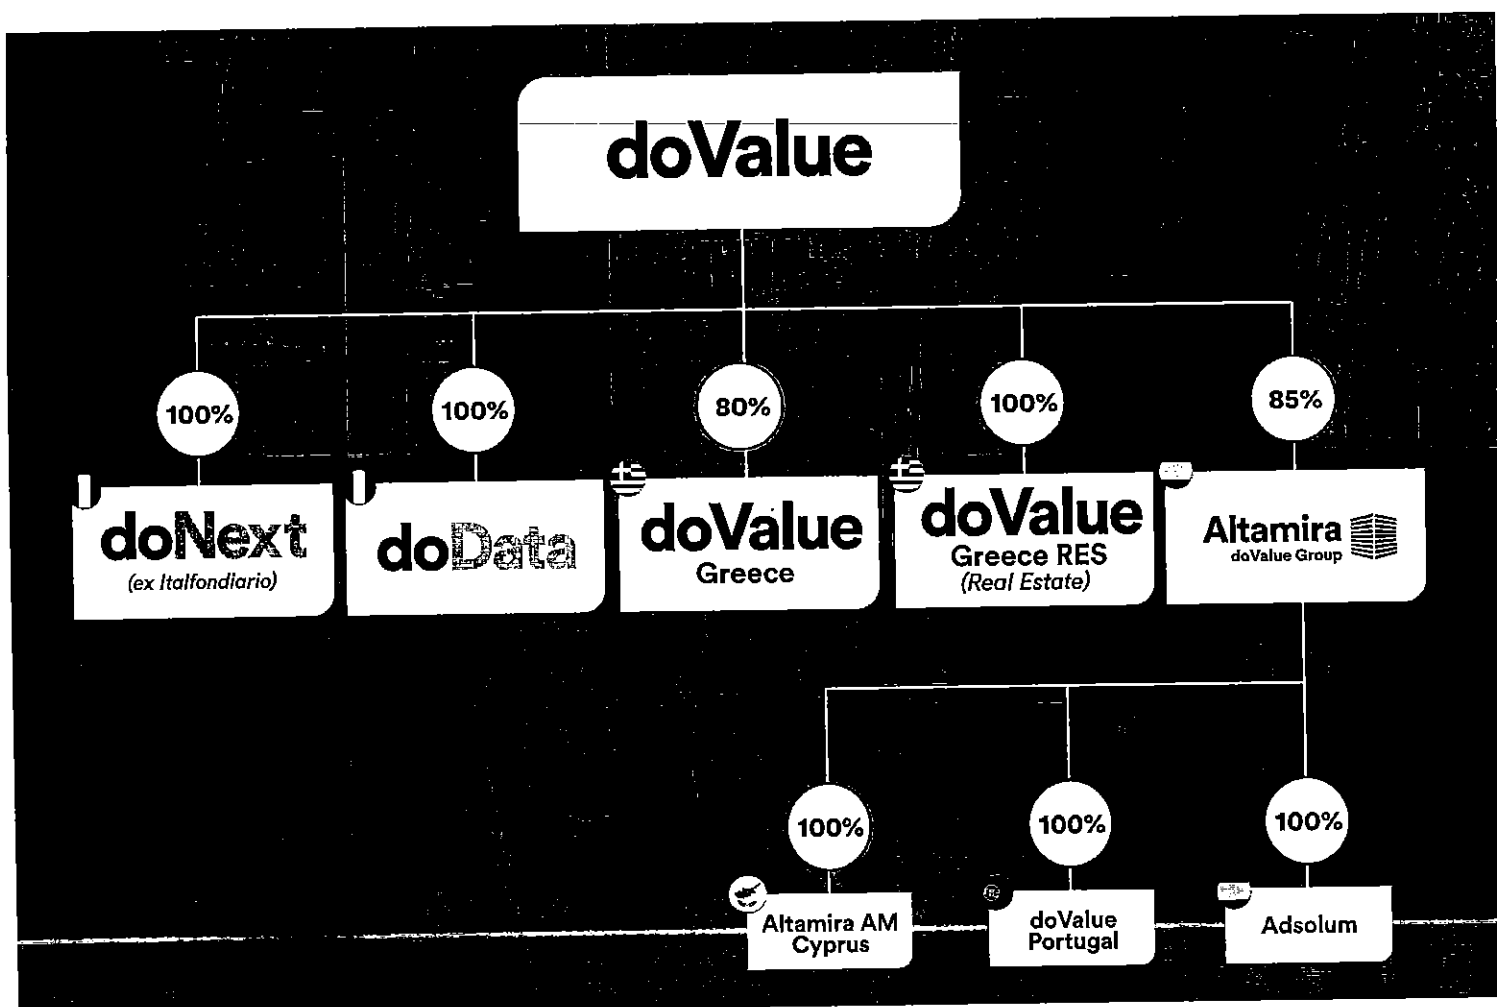 doValue
100%
100%
80%
100%
85%
doNext
(ex Italfondiario)
doData
doValue
Greece
doValue
Greece RES
(Real Estate)
Altamira
doValue Group
100%
100%
100%
Altamira AM
Cyprus
doValue
Portugal
Adsolum